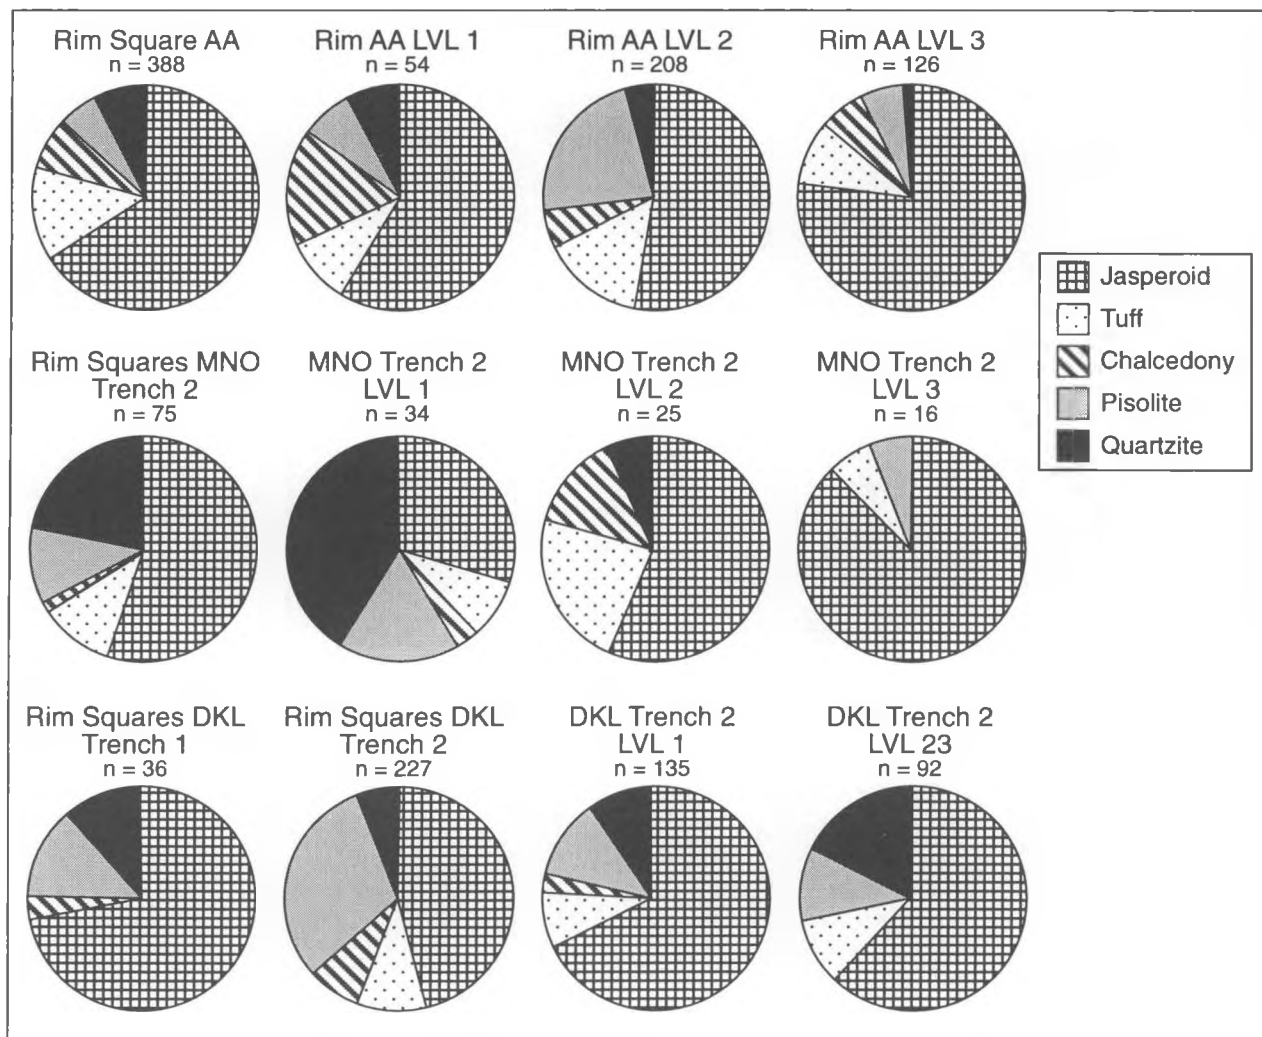 Rim Square AA
n = 388
Rim AA LVL 1
n = 54
Rim AA LVL 2
n = 208
Rim AA LVL 3
n = 126
Jasperoid
Tuff
Chalcedony
Pisolite
Quartzite
Rim Squares MNO
Trench 2
n = 75
MNO Trench 2
LVL 1
n = 34
MNO Trench 2
LVL 2
n = 25
MNO Trench 2
LVL 3
n = 16
Rim Squares DKL
Trench 1
n = 36
Rim Squares DKL
Trench 2
n = 227
DKL Trench 2
LVL 1
n = 135
DKL Trench 2
LVL 23
n = 92